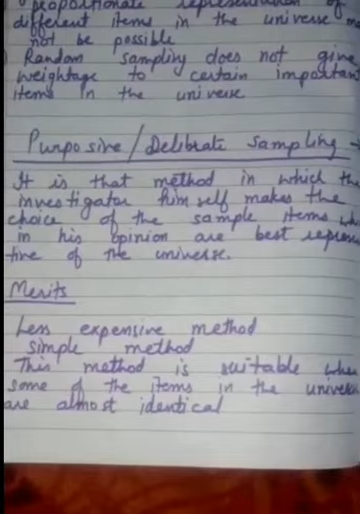 proportionate representation of
different items in the universe
not be possible
Random sampling does not give
weightage to certain important
items in the universe
Purposive/Delibrate Sampling →
It is that method in which the
investigator him self makes the
choice of the sample items
in his opinion are best represen
tive of the universe.
Merits
Less expensive method
simple method
This method is suitable when
some of the items in the universe
are almost identical